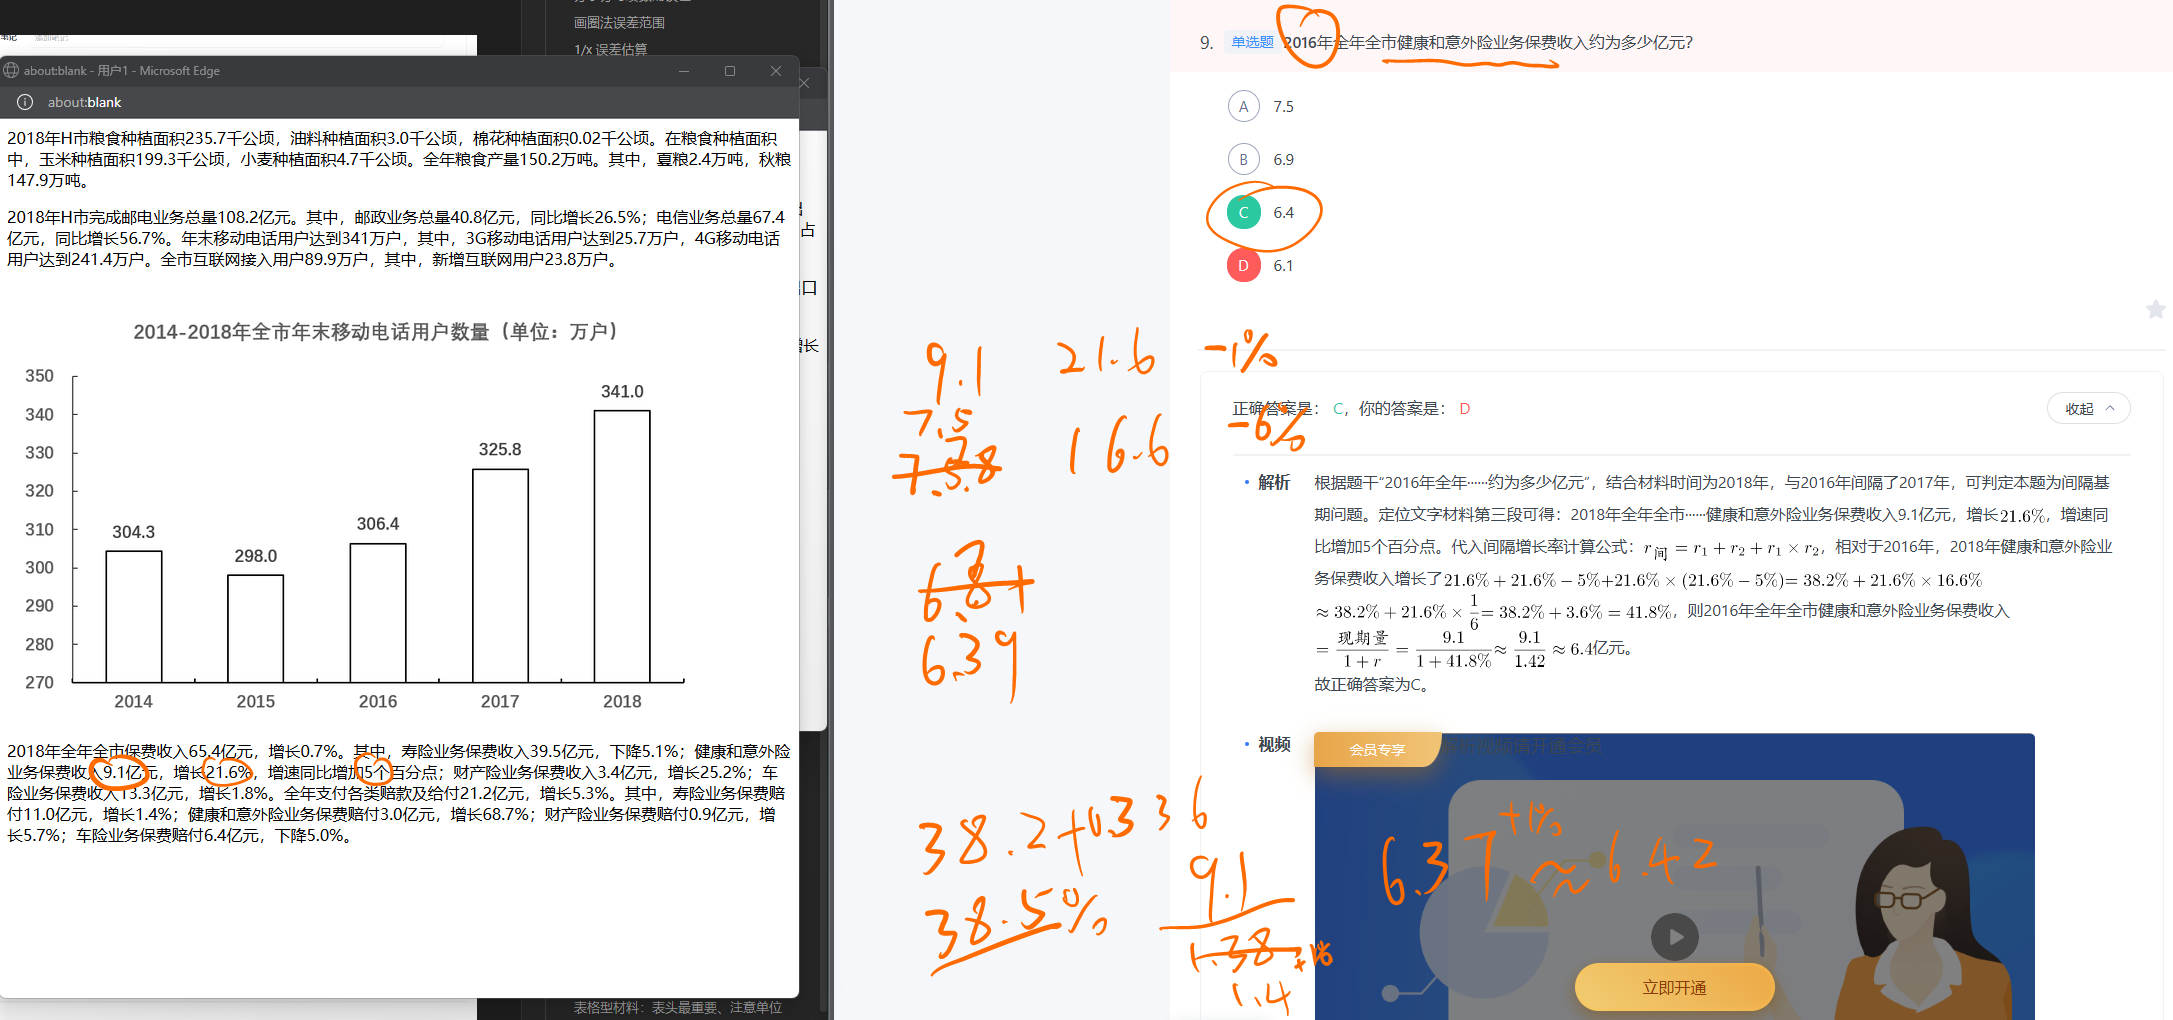 画圈法误差范围
1/x 误差估算
about:blank - 用户1 - Microsoft Edge
about:blank
2018年H市粮食种植面积235.7千公顷，油料种植面积3.0千公顷，棉花种植面积0.02千公顷。在粮食种植面积
中，玉米种植面积199.3千公顷，小麦种植面积4.7千公顷。全年粮食产量150.2万吨。其中，夏粮2.4万吨，秋粮
147.9万吨。
2018年H市完成邮电业务总量108.2亿元。其中，邮政业务总量40.8亿元，同比增长26.5%；电信业务总量67.4
亿元，同比增长56.7%。年末移动电话用户达到341万户，其中，3G移动电话用户达到25.7万户，4G移动电话
用户达到241.4万户。全市互联网接入用户89.9万户，其中，新增互联网用户23.8万户。
占
口
增长
2014-2018年全市年末移动电话用户数量（单位：万户）
350
340
330
320
310
300
290
280
270
304.3
298.0
306.4
325.8
341.0
2014
2015
2016
2017
2018
2018年全年全市保费收入65.4亿元，增长0.7%。其中，寿险业务保费收入39.5亿元，下降5.1%；健康和意外险
业务保费收入9.1亿元，增长21.6%，增速同比增加5个百分点；财产险业务保费收入3.4亿元，增长25.2%；车
险业务保费收入13.3亿元，增长1.8%。全年支付各类赔款及给付21.2亿元，增长5.3%。其中，寿险业务保费赔
付11.0亿元，增长1.4%；健康和意外险业务保费赔付3.0亿元，增长68.7%；财产险业务保费赔付0.9亿元，增
长5.7%；车险业务保费赔付6.4亿元，下降5.0%。
表格型材料：表头最重要、注意单位
9. 单选题 2016年全年全市健康和意外险业务保费收入约为多少亿元？
A 7.5
B 6.9
C 6.4
D 6.1
9.1 21.6 -1%
7.5 16.6 -6%
6.39
38.2+0.336
38.5%
9.1
1.38 +1%
1.4
6.37 +1% ≈ 6.42
正确答案是： C，你的答案是： D
收起
解析 根据题干“2016年全年……约为多少亿元”，结合材料时间为2018年，与2016年间隔了2017年，可判定本题为间隔基
期问题。定位文字材料第三段可得：2018年全年全市……健康和意外险业务保费收入9.1亿元，增长21.6%，增速同
比增加5个百分点。代入间隔增长率计算公式：r间 = r1 + r2 + r1 × r2，相对于2016年，2018年健康和意外险业
务保费收入增长了21.6% + 21.6% − 5%+21.6% × (21.6% − 5%)= 38.2% + 21.6% × 16.6%
≈ 38.2% + 21.6% × 1/6 = 38.2% + 3.6% = 41.8%，则2016年全年全市健康和意外险业务保费收入
= 现期量/1 + r = 9.1/1 + 41.8% ≈ 9.1/1.42 ≈ 6.4亿元。
故正确答案为C。
视频
会员专享
立即开通